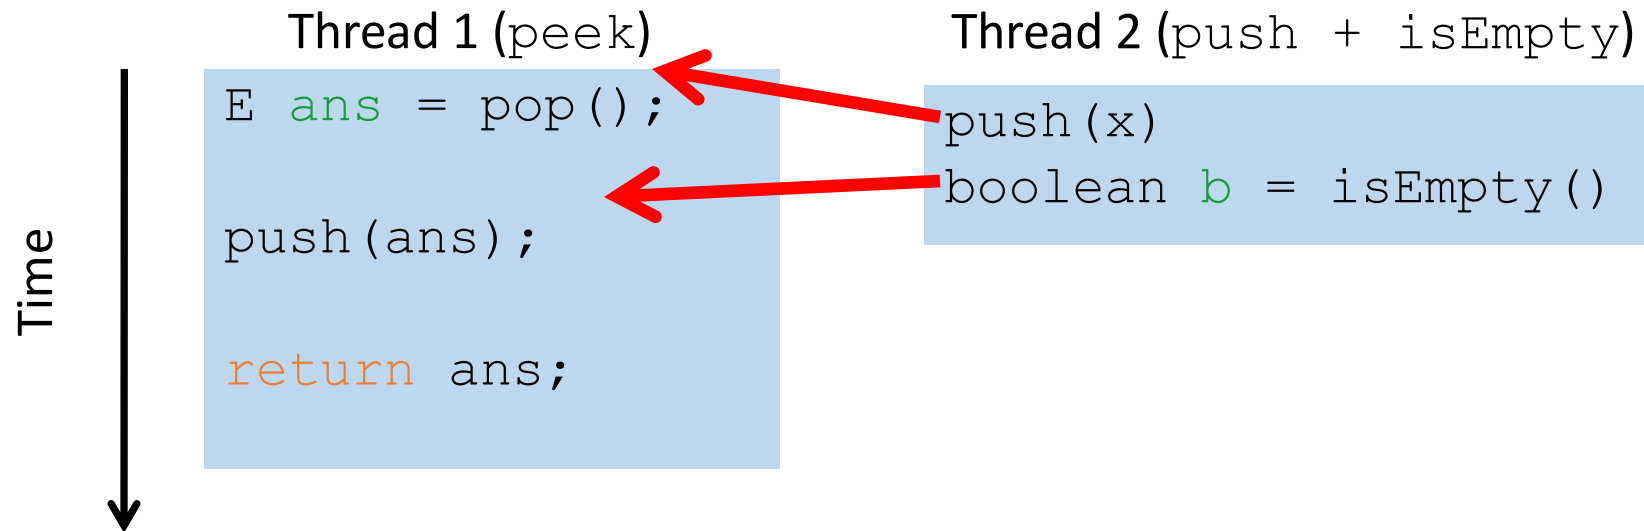 Thread 1 (peek)
E ans = pop();
push(ans);
return ans;
Thread 2 (push + isEmpty)
push(x)
boolean b = isEmpty()
Time